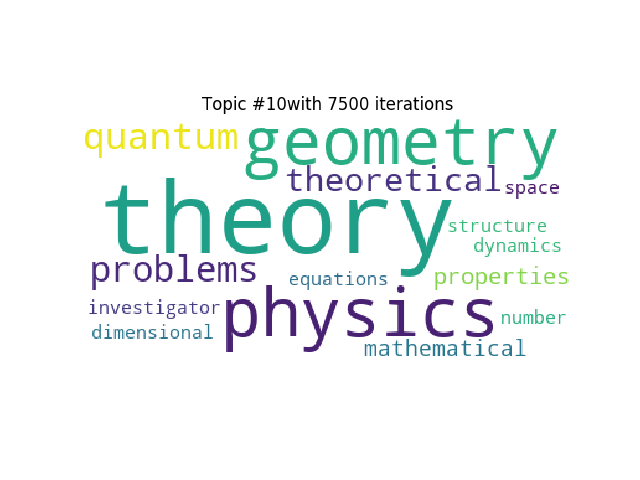 Topic #10with 7500 iterations
quantum geometry
theoretical space
theory
structure
dynamics
problems equations properties
investigator physics number
dimensional
mathematical